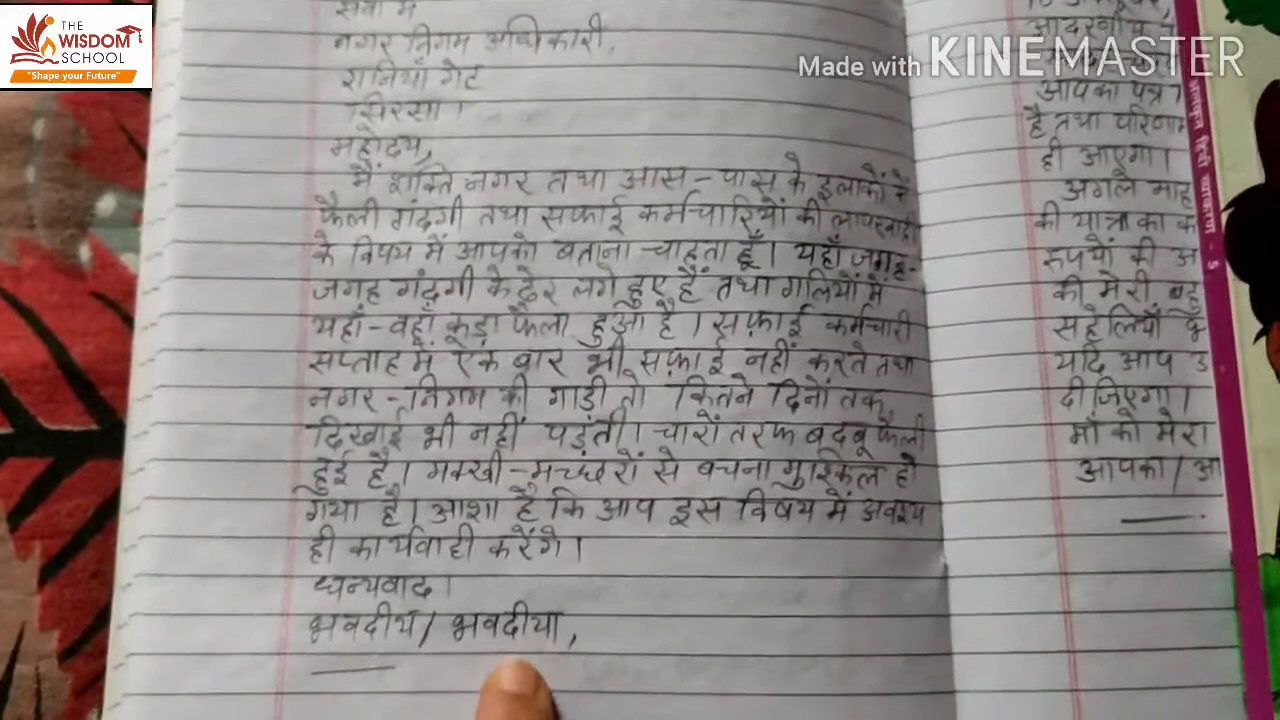 THE
WISDOM
SCHOOL
"Shape your Future"
Made with KINEMASTER
सेवा में
नगर निगम अधिकारी,
रानियाँ गेट
सिरसा।
महोदय,
मैं शक्ति नगर तथा आस-पास के इलाकों में
फैली गंदगी तथा सफाई कर्मचारियों की लापरवाही
के विषय में आपको बताना चाहता हूँ। यहाँ जगह-
जगह गंदगी के ढेर लगे हुए हैं तथा गलियों में
यहाँ-वहाँ कूड़ा फैला हुआ है। सफ़ाई कर्मचारी
सप्ताह में एक बार भी सफ़ाई नहीं करते तथा
नगर-निगम की गाड़ी तो कितने दिनों तक
दिखाई भी नहीं पड़ती। चारों तरफ बदबू फैली
हुई है। मक्खी-मच्छरों से बचना मुश्किल हो
गया है। आशा है कि आप इस विषय में अवश्य
ही कार्यवाही करेंगे।
धन्यवाद।
भवदीय/ भवदीया,
आदरणीय
आपका पत्र
है तथा परिणाम
ही आएगा।
अगले माह
की यात्रा का
रुपयों की
की मेरी
सहेलियाँ
यदि आप
दीजिएगा।
माँ को मेरा
आपका/
अलंकृत हिंदी व्याकरण - 5